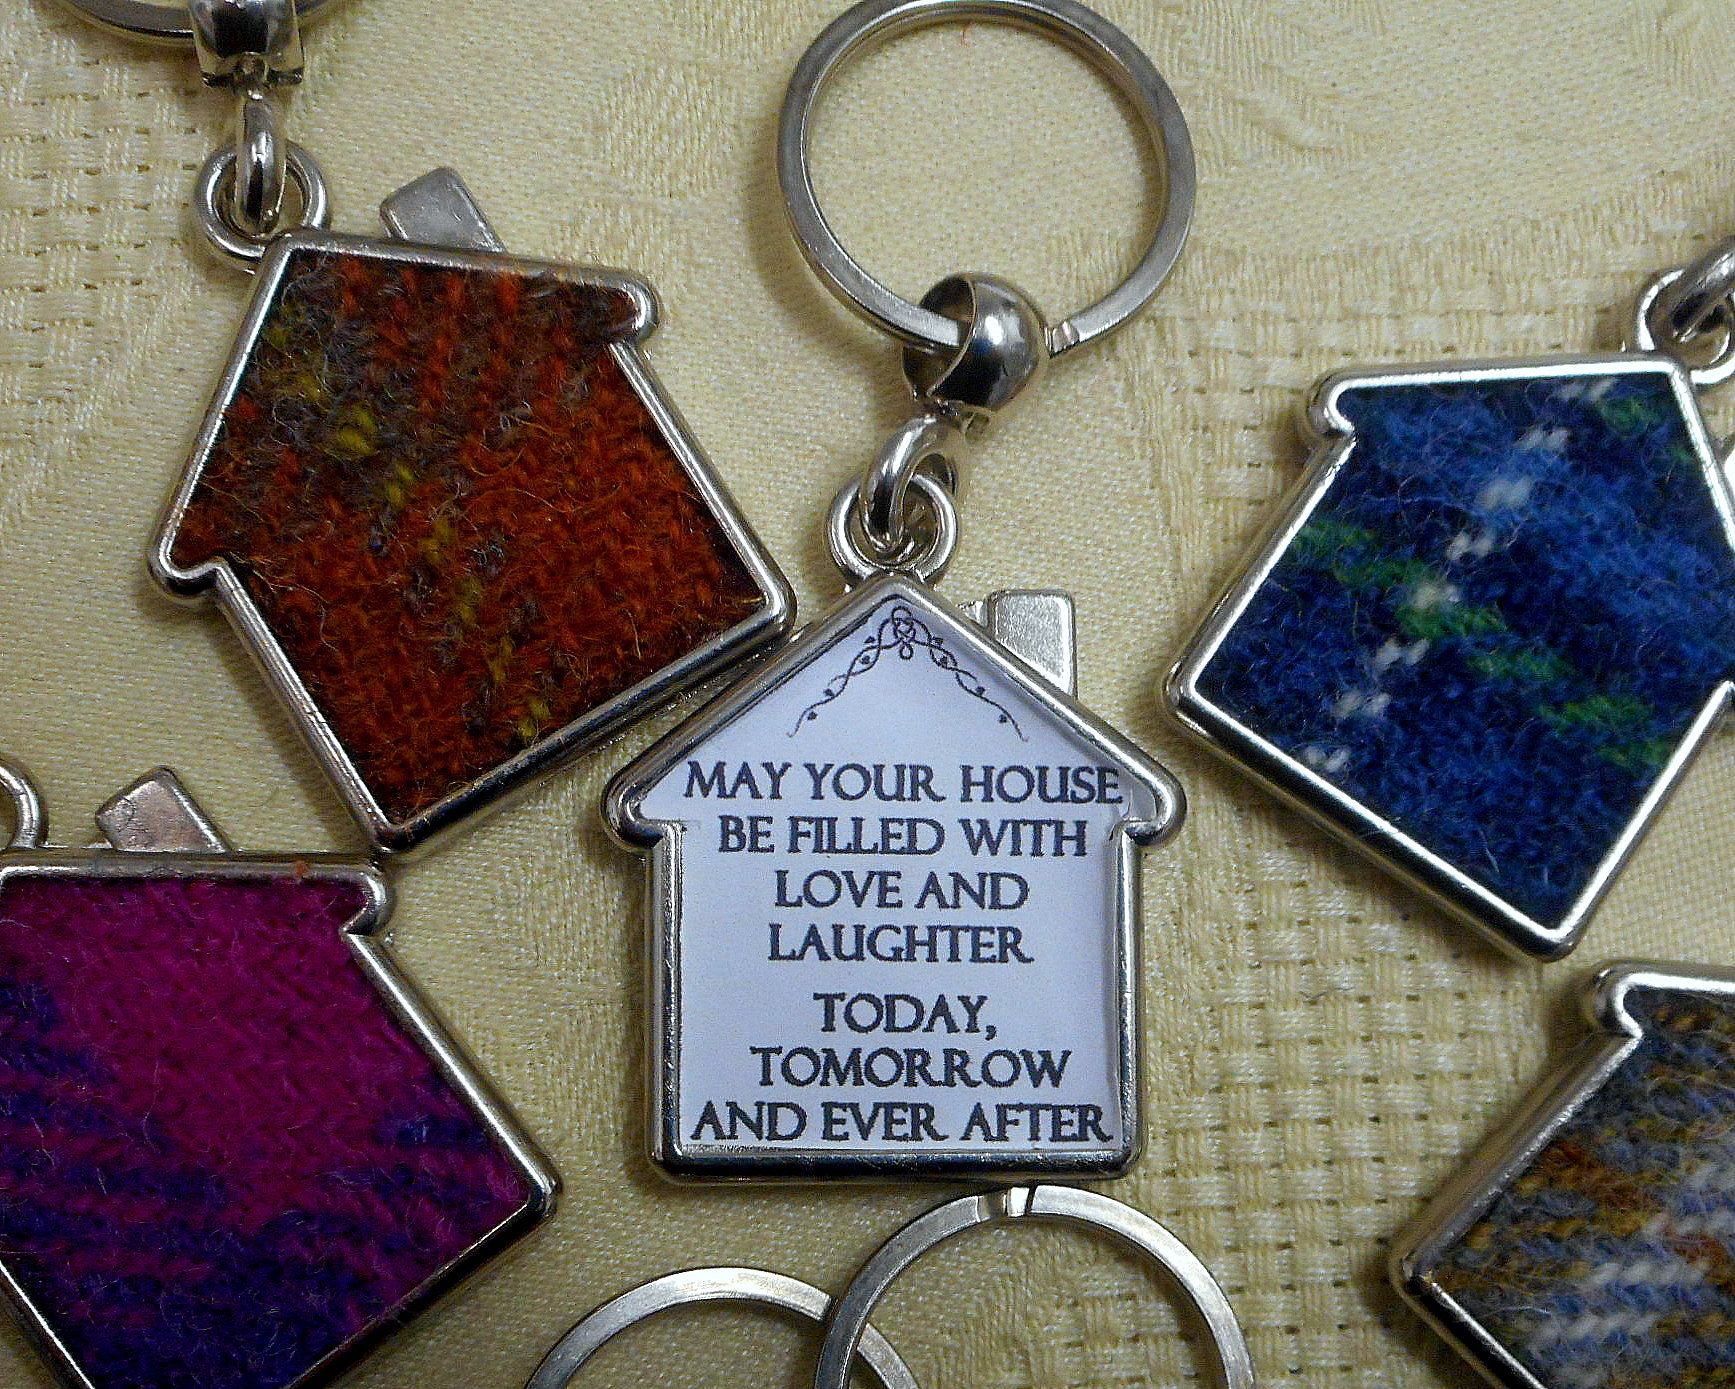 MAY YOUR HOUSE
BE FILLED WITH
LOVE AND
LAUGHTER
TODAY,
TOMORROW
AND EVER AFTER